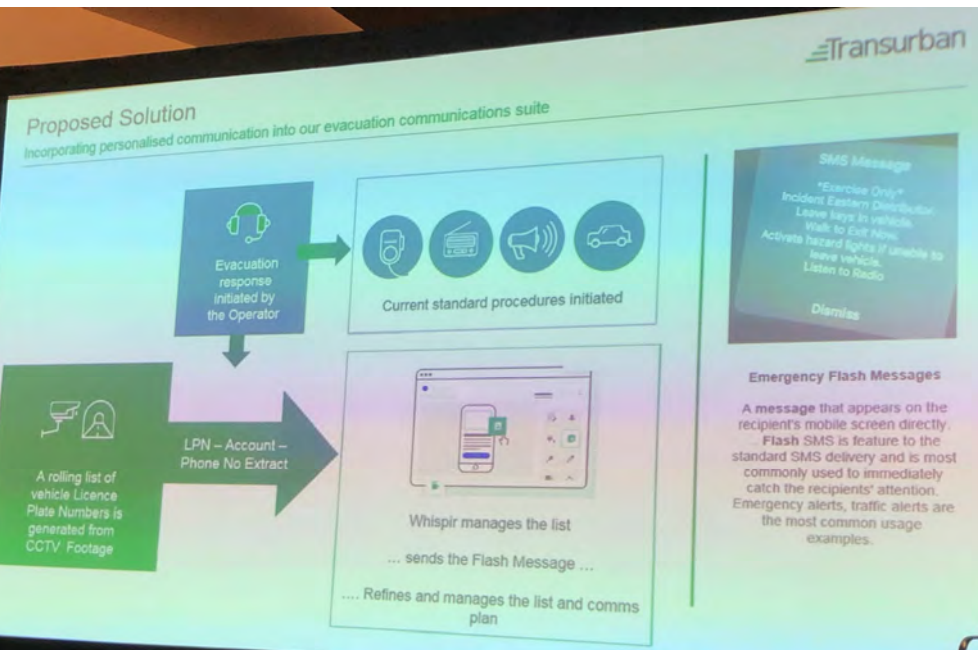 Transurban
Proposed Solution
Incorporating personalised communication into our evacuation communications suite
Evacuation
response
initiated by
the Operator
Current standard procedures initiated
A rolling list of
vehicle Licence
Plate Numbers is
generated from
CCTV Footage
LPN – Account –
Phone No Extract
Whispir manages the list
... sends the Flash Message ...
.... Refines and manages the list and comms
plan
SMS Message
*Exercise Only*
Incident Eastern Distributor.
Leave keys in vehicle.
Walk to Exit Now.
Activate hazard lights if unable to
leave vehicle.
Listen to Radio
Dismiss
Emergency Flash Messages
A message that appears on the
recipient's mobile screen directly.
Flash SMS is feature to the
standard SMS delivery and is most
commonly used to immediately
catch the recipients' attention.
Emergency alerts, traffic alerts are
the most common usage
examples.